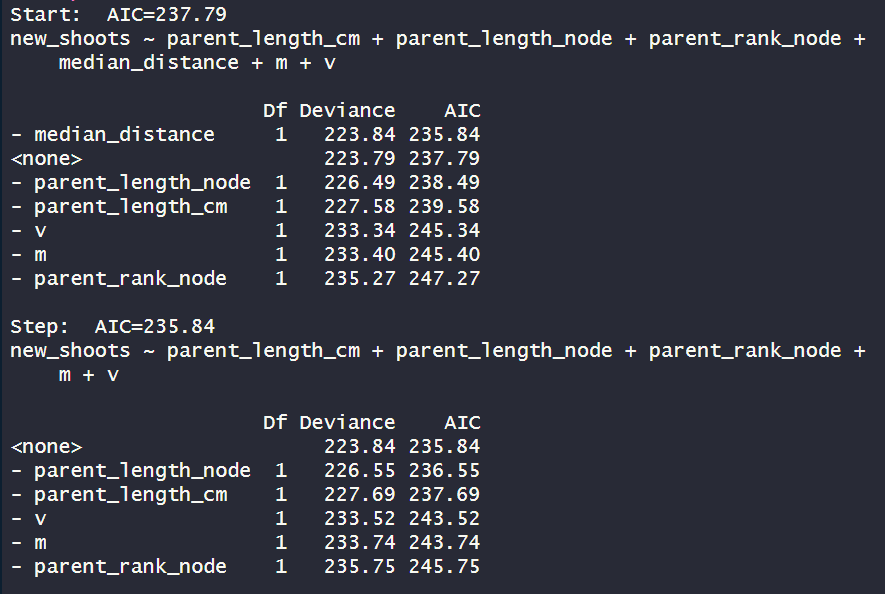 Start:  AIC=237.79
new_shoots ~ parent_length_cm + parent_length_node + parent_rank_node +
    median_distance + m + v

                     Df Deviance    AIC
- median_distance     1   223.84 235.84
<none>                    223.79 237.79
- parent_length_node  1   226.49 238.49
- parent_length_cm    1   227.58 239.58
- v                   1   233.34 245.34
- m                   1   233.40 245.40
- parent_rank_node    1   235.27 247.27

Step:  AIC=235.84
new_shoots ~ parent_length_cm + parent_length_node + parent_rank_node +
    m + v

                     Df Deviance    AIC
<none>                    223.84 235.84
- parent_length_node  1   226.55 236.55
- parent_length_cm    1   227.69 237.69
- v                   1   233.52 243.52
- m                   1   233.74 243.74
- parent_rank_node    1   235.75 245.75